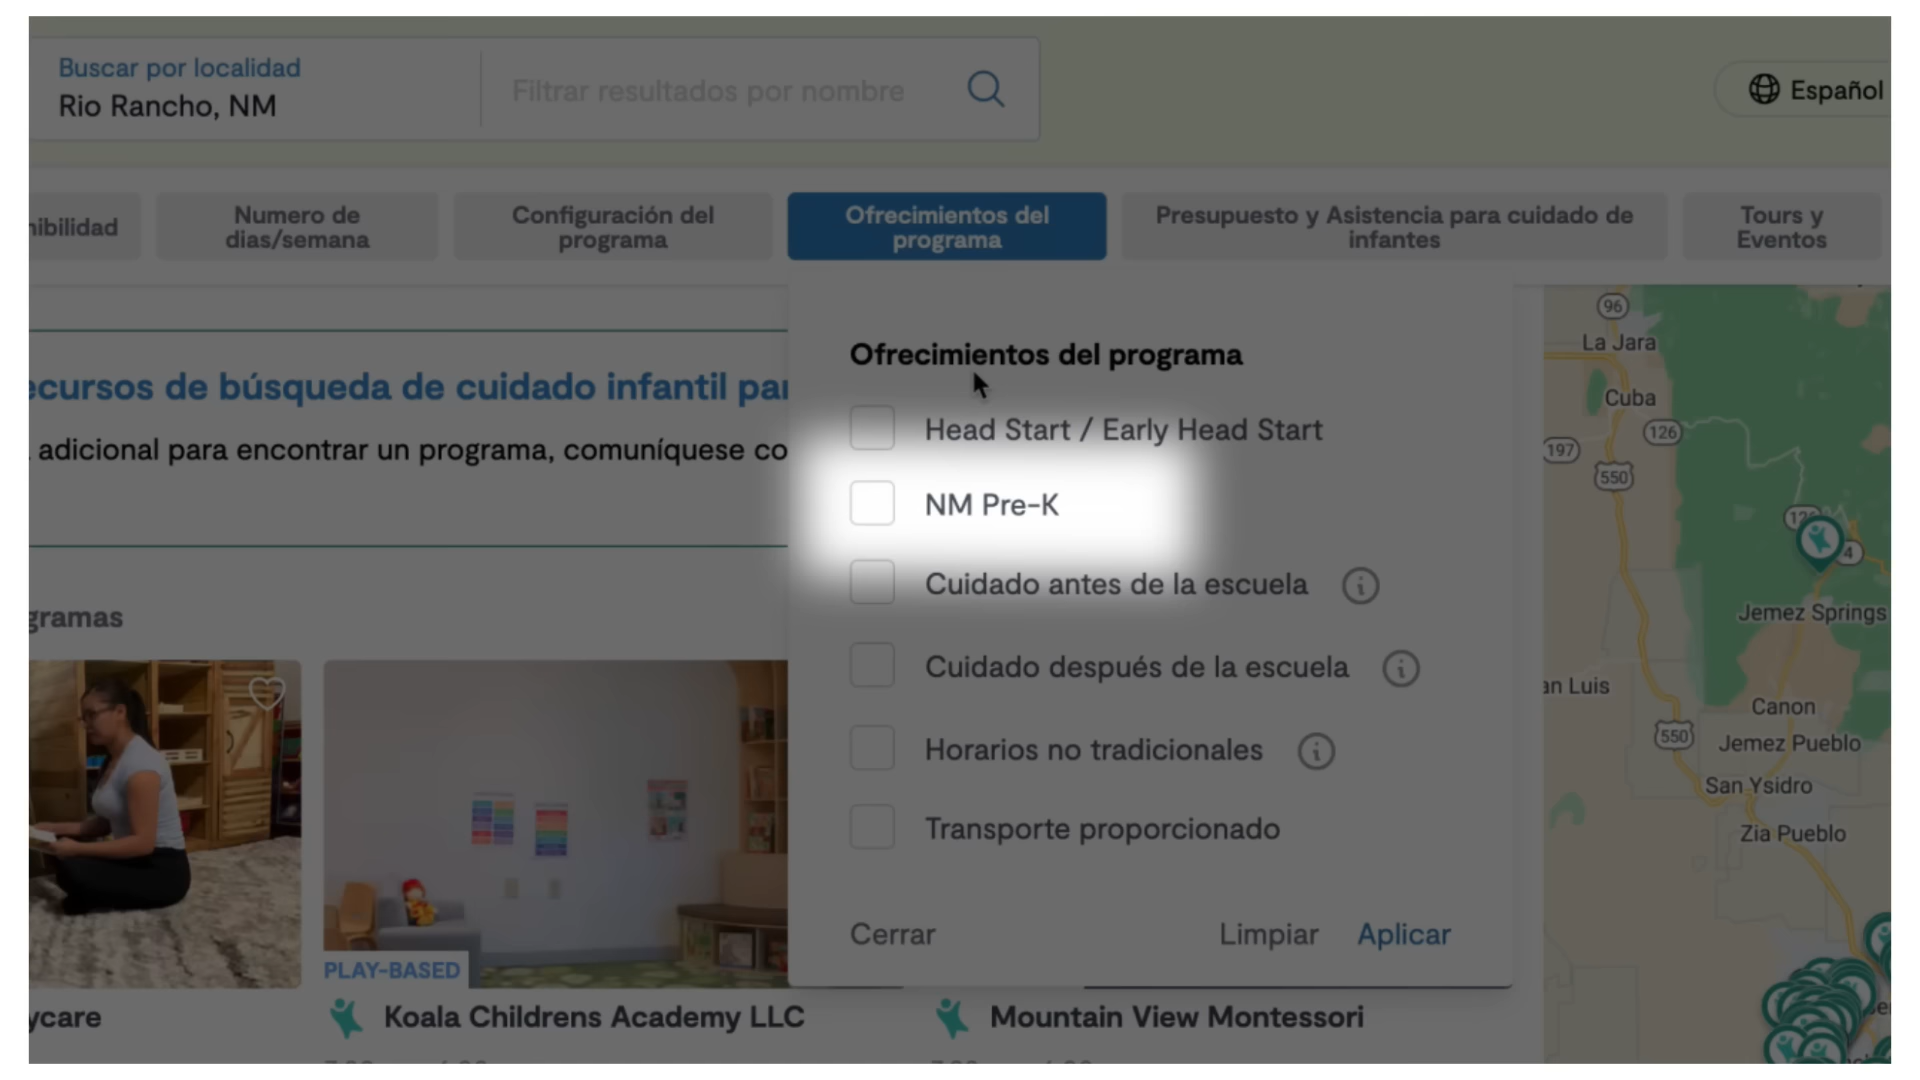 Buscar por localidad
Rio Rancho, NM
Filtrar resultados por nombre
Español
nibilidad
Numero de
dias/semana
Configuración del
programa
Ofrecimientos del
programa
Presupuesto y Asistencia para cuidado de
infantes
Tours y
Eventos
ecursos de búsqueda de cuidado infantil par
adicional para encontrar un programa, comuníquese co
gramas
Ofrecimientos del programa
Head Start / Early Head Start
NM Pre-K
Cuidado antes de la escuela
Cuidado después de la escuela
Horarios no tradicionales
Transporte proporcionado
Cerrar
Limpiar
Aplicar
PLAY-BASED
ycare
Koala Childrens Academy LLC
Mountain View Montessori
96
La Jara
Cuba
126
197
550
4
Jemez Springs
an Luis
Canon
550
Jemez Pueblo
San Ysidro
Zia Pueblo